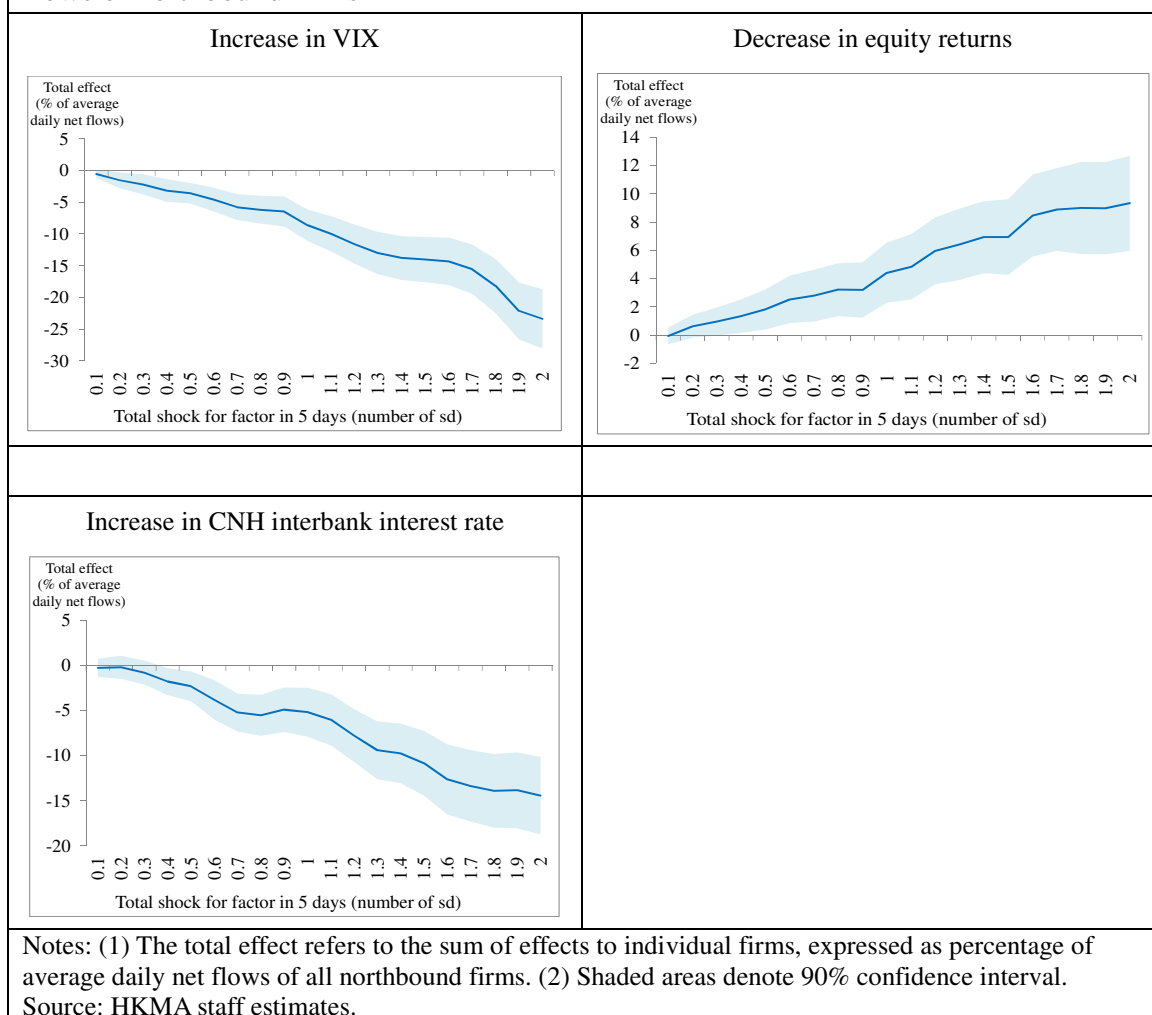 Increase in VIX
Total effect
(% of average
daily net flows)
5
0
-5
-10
-15
-20
-25
-30
0.1 0.2 0.3 0.4 0.5 0.6 0.7 0.8 0.9 1 1.1 1.2 1.3 1.4 1.5 1.6 1.7 1.8 1.9 2
Total shock for factor in 5 days (number of sd)
Decrease in equity returns
Total effect
(% of average
daily net flows)
14
12
10
8
6
4
2
0
-2
0.1 0.2 0.3 0.4 0.5 0.6 0.7 0.8 0.9 1 1.1 1.2 1.3 1.4 1.5 1.6 1.7 1.8 1.9 2
Total shock for factor in 5 days (number of sd)
Increase in CNH interbank interest rate
Total effect
(% of average
daily net flows)
5
0
-5
-10
-15
-20
0.1 0.2 0.3 0.4 0.5 0.6 0.7 0.8 0.9 1 1.1 1.2 1.3 1.4 1.5 1.6 1.7 1.8 1.9 2
Total shock for factor in 5 days (number of sd)
Notes: (1) The total effect refers to the sum of effects to individual firms, expressed as percentage of
average daily net flows of all northbound firms. (2) Shaded areas denote 90% confidence interval.
Source: HKMA staff estimates.